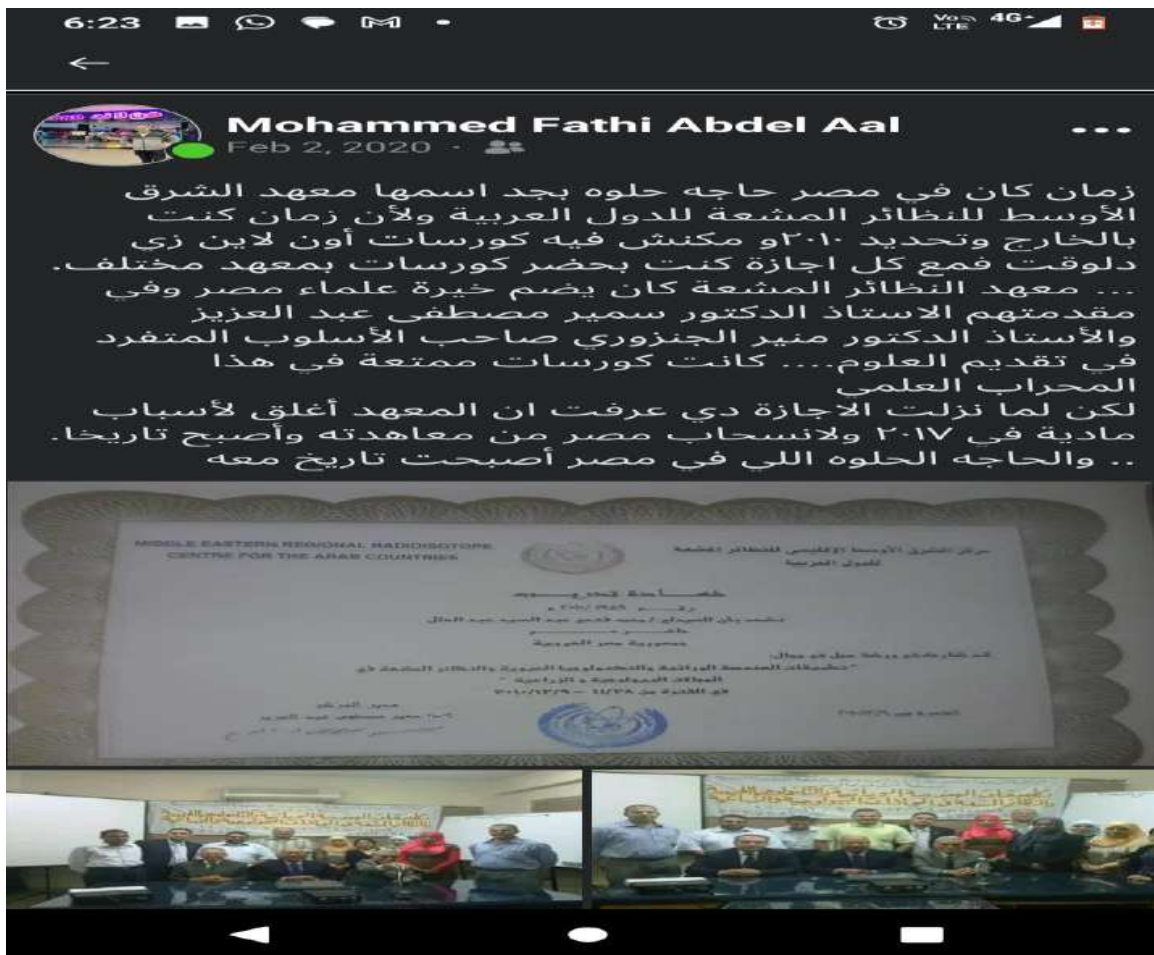 6:23
Vo LTE 4G+
Mohammed Fathi Abdel Aal
Feb 2, 2020
زمان كان في مصر حاجه حلوه بجد اسمها معهد الشرق
الأوسط للنظائر المشعة للدول العربية ولأن زمان كنت
بالخارج وتحديد ٢٠١٠و مكنش فيه كورسات أون لاين زي
دلوقت فمع كل اجازة كنت بحضر كورسات بمعهد مختلف.
... معهد النظائر المشعة كان يضم خيرة علماء مصر وفي
مقدمتهم الاستاذ الدكتور سمير مصطفى عبد العزيز
والأستاذ الدكتور منير الجنزوري صاحب الأسلوب المتفرد
في تقديم العلوم.... كانت كورسات ممتعة في هذا
المحراب العلمي
لكن لما نزلت الاجازة دي عرفت ان المعهد أغلق لأسباب
مادية في ٢٠١٧ ولانسحاب مصر من معاهدته وأصبح تاريخا.
.. والحاجه الحلوه اللي في مصر أصبحت تاريخ معه
MIDDLE EASTERN REGIONAL RADIOISOTOPE
CENTRE FOR THE ARAB COUNTRIES
مركز الشرق الأوسط الإقليمي للنظائر المشعة
للدول العربية
جمهورية مصر العربية